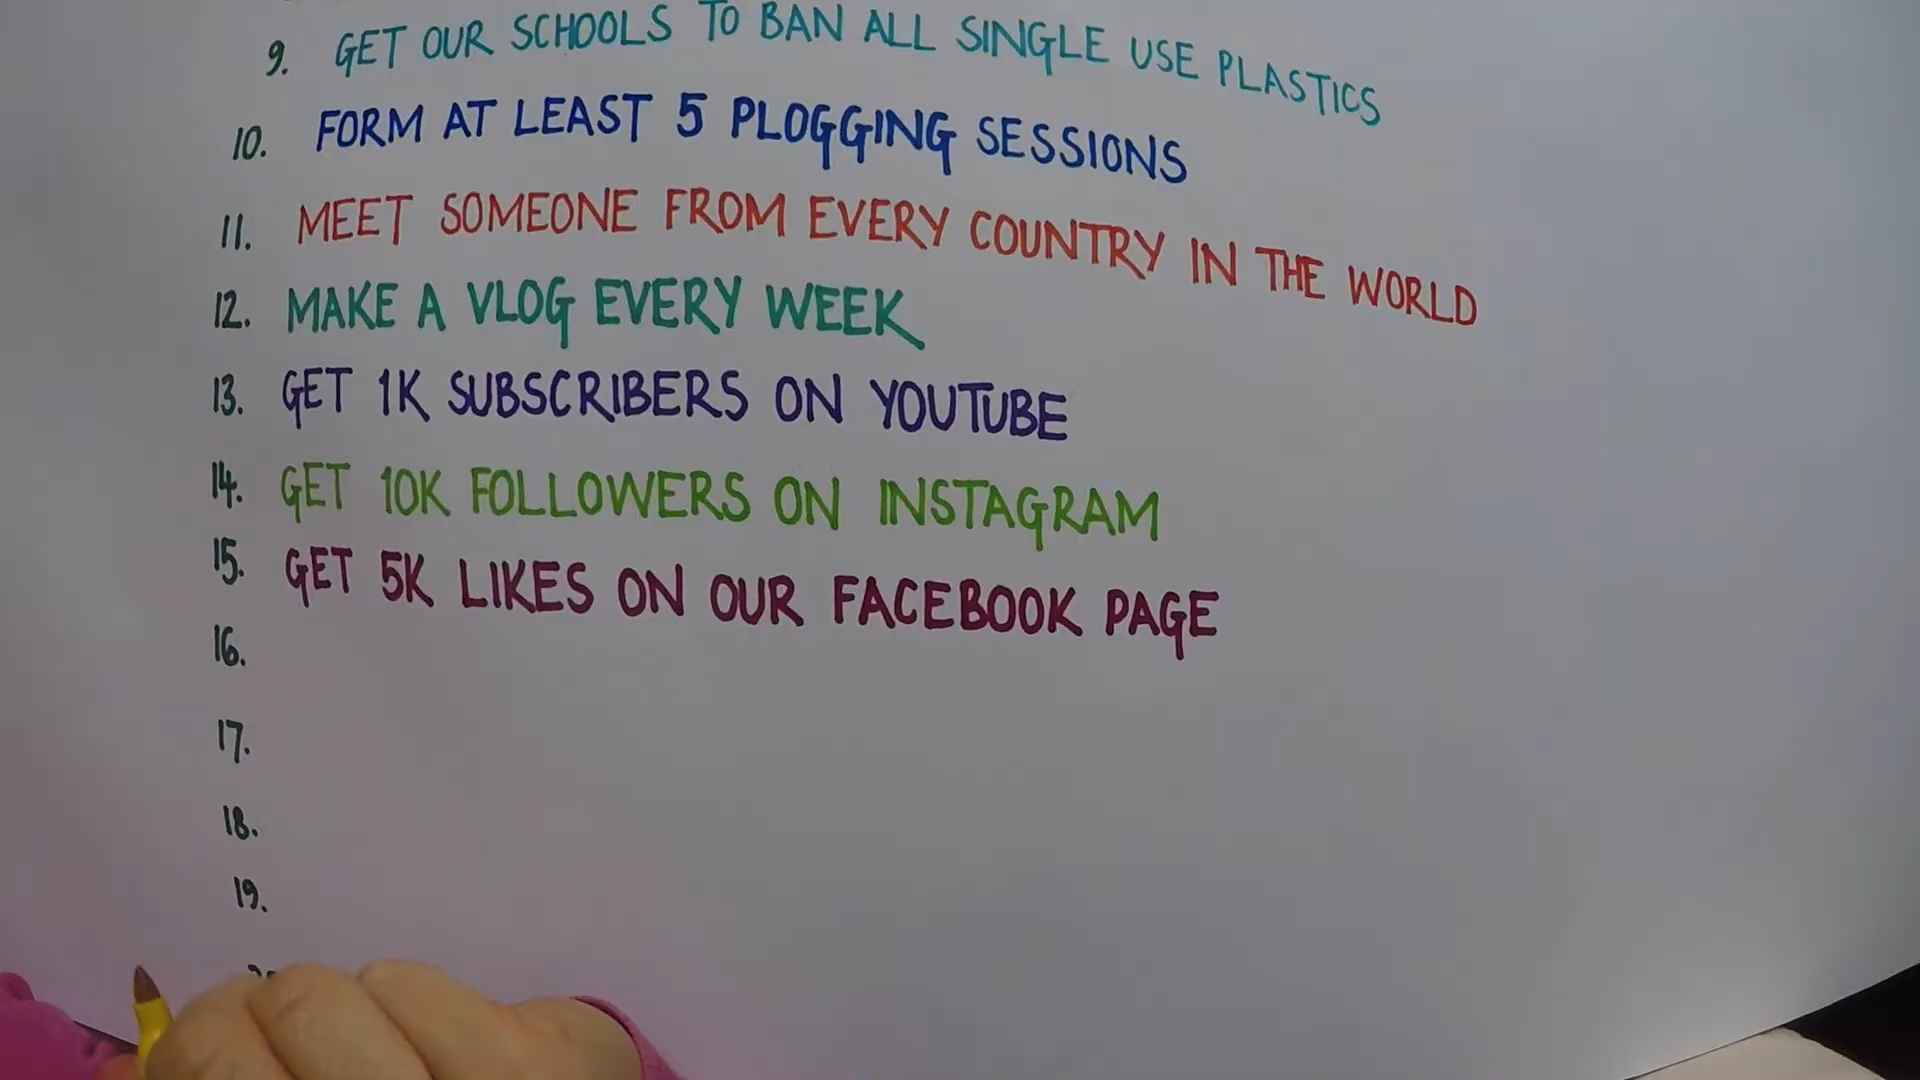 9. GET OUR SCHOOLS TO BAN ALL SINGLE USE PLASTICS
10. FORM AT LEAST 5 PLOGGING SESSIONS
11. MEET SOMEONE FROM EVERY COUNTRY IN THE WORLD
12. MAKE A VLOG EVERY WEEK
13. GET 1K SUBSCRIBERS ON YOUTUBE
14. GET 10K FOLLOWERS ON INSTAGRAM
15. GET 5K LIKES ON OUR FACEBOOK PAGE
16.
17.
18.
19.